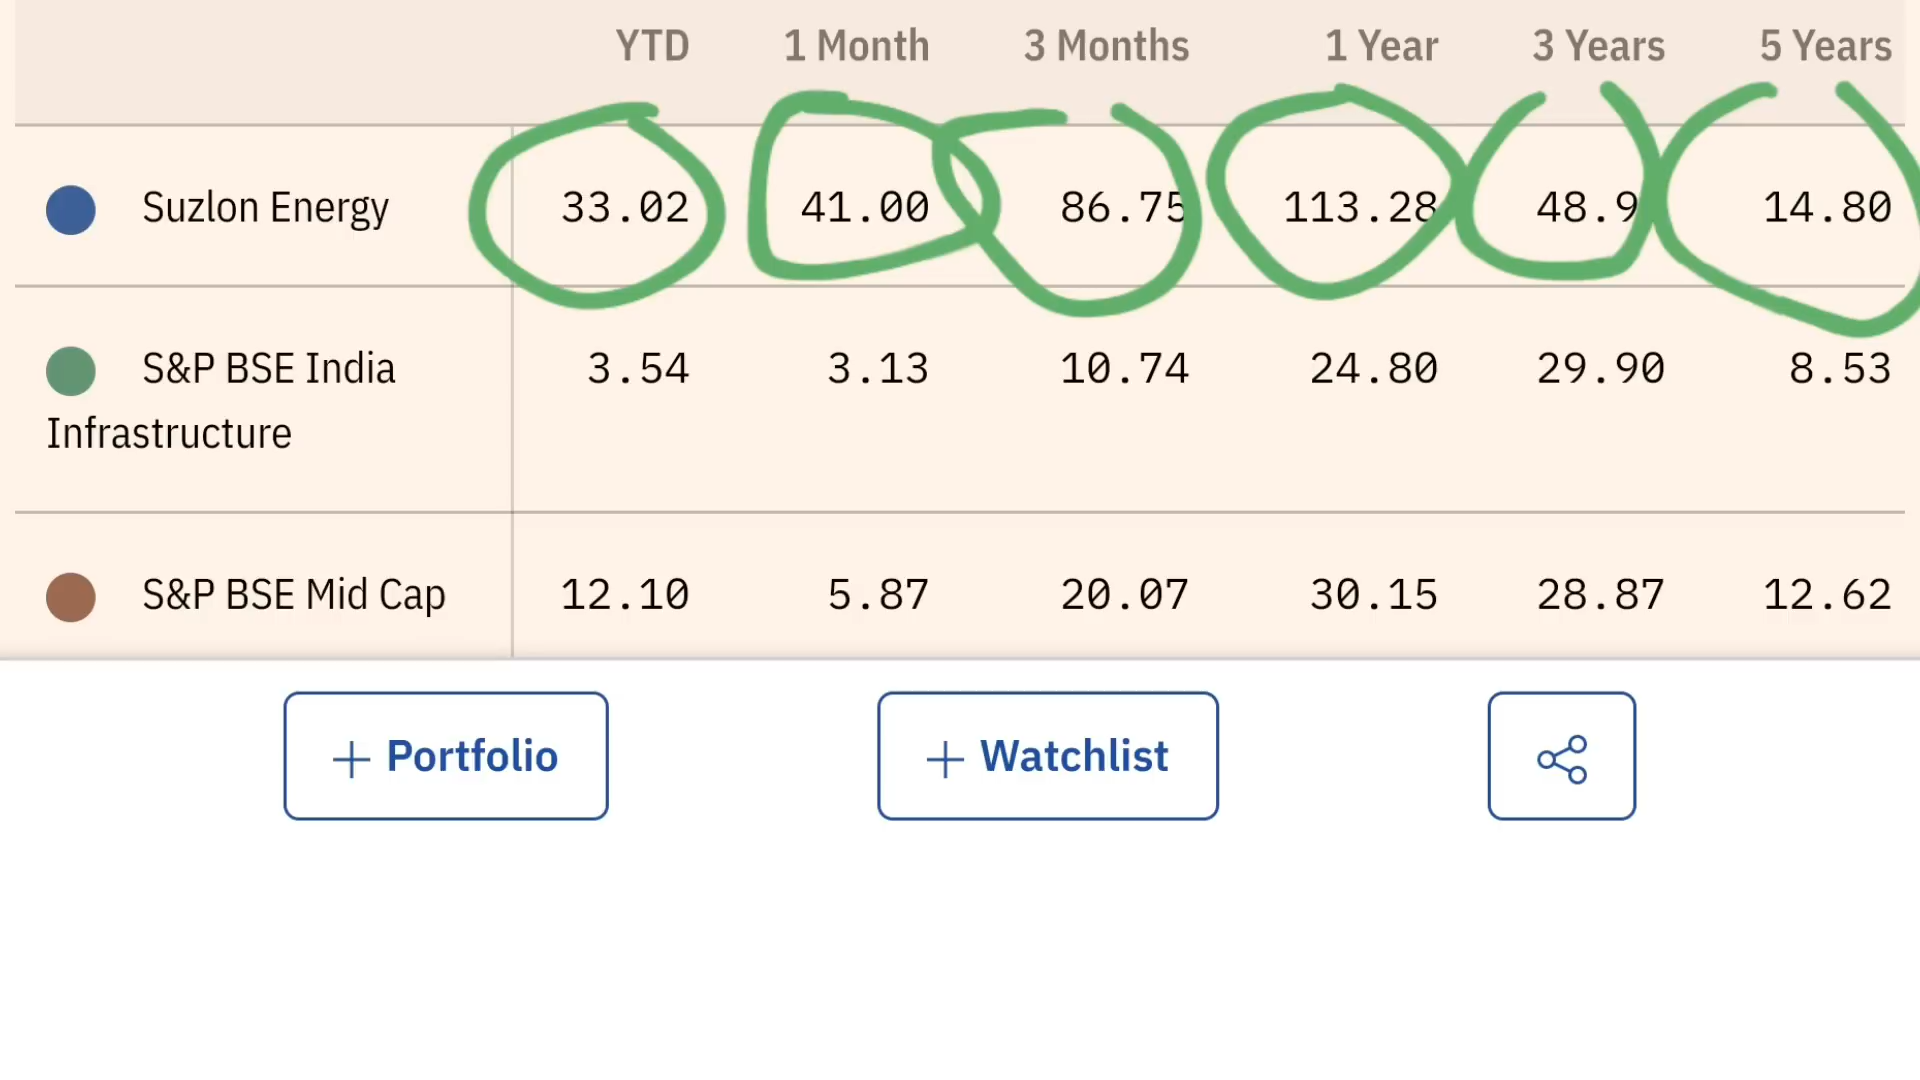 YTD 1 Month 3 Months 1 Year 3 Years 5 Years
Suzlon Energy 33.02 41.00 86.75 113.28 48.9 14.80
S&P BSE India 3.54 3.13 10.74 24.80 29.90 8.53
Infrastructure
S&P BSE Mid Cap 12.10 5.87 20.07 30.15 28.87 12.62
+ Portfolio + Watchlist